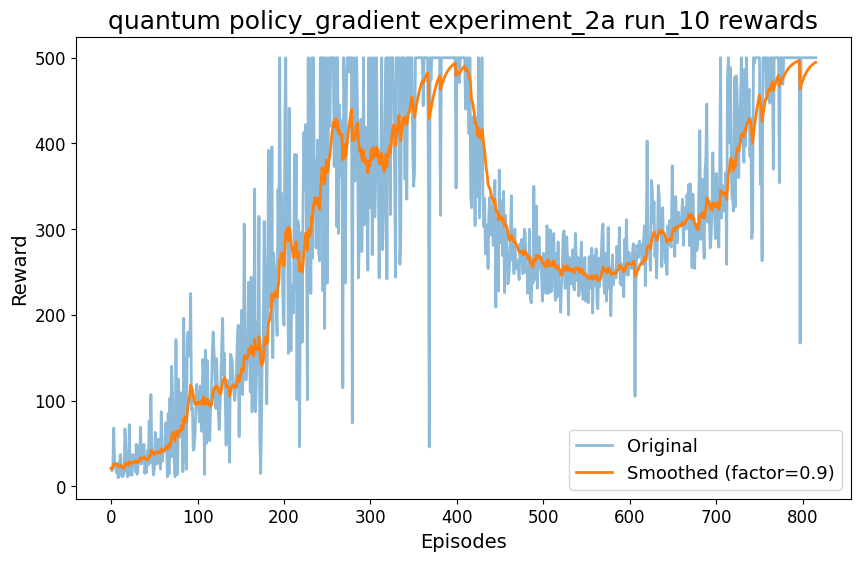 quantum policy_gradient experiment_2a run_10 rewards
500
400
300
200
100
0
Reward
0 100 200 300 400 500 600 700 800
Episodes
Original
Smoothed (factor=0.9)